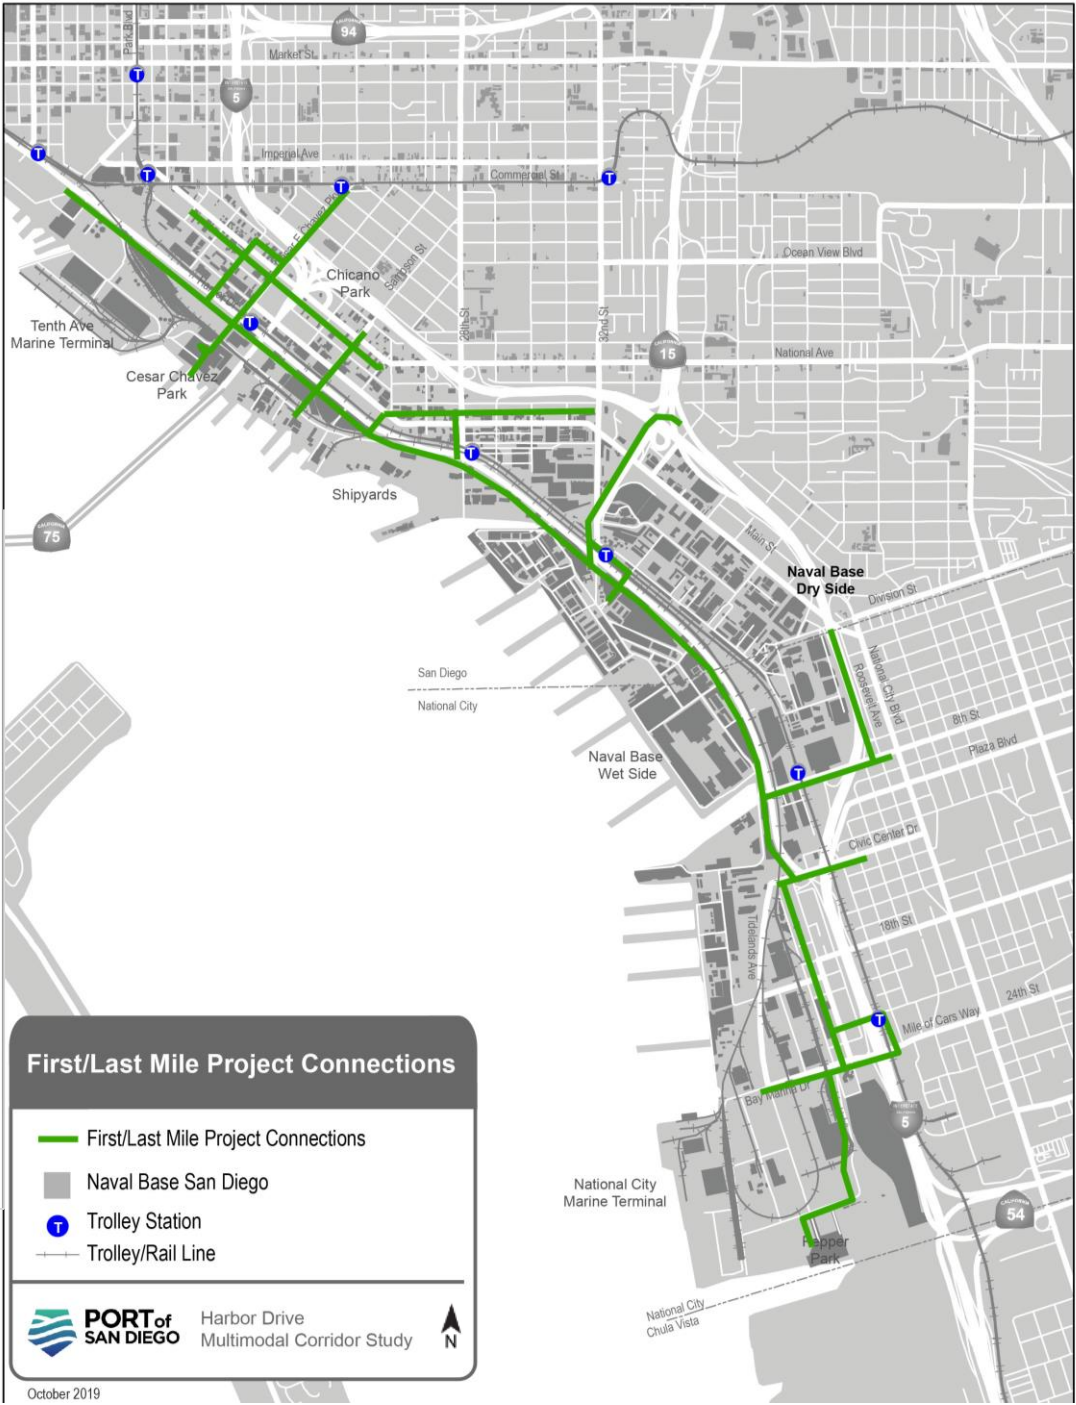 Park Blvd
94
Market St
5
T
T
T
Imperial Ave
Commercial St
T
T
Cesar E Chavez Pkwy
Sampson St
Ocean View Blvd
Chicano
Park
Tenth Ave
Marine Terminal
T
28th St
32nd St
15
National Ave
Cesar Chavez
Park
T
Shipyards
CALIFORNIA
75
Main St
T
Naval Base
Dry Side
Division St
San Diego
National City
National City Blvd
Roosevelt Ave
8th St
Plaza Blvd
Naval Base
Wet Side
T
Civic Center Dr
Tidelands Ave
18th St
24th St
T
Mile of Cars Way
Bay Marina Dr
5
National City
Marine Terminal
CALIFORNIA
54
Pepper
Park
National City
Chula Vista
First/Last Mile Project Connections
First/Last Mile Project Connections
Naval Base San Diego
T Trolley Station
Trolley/Rail Line
PORT of
SAN DIEGO
Harbor Drive
Multimodal Corridor Study
N
October 2019